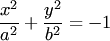 x²/a² + y²/b² = −1